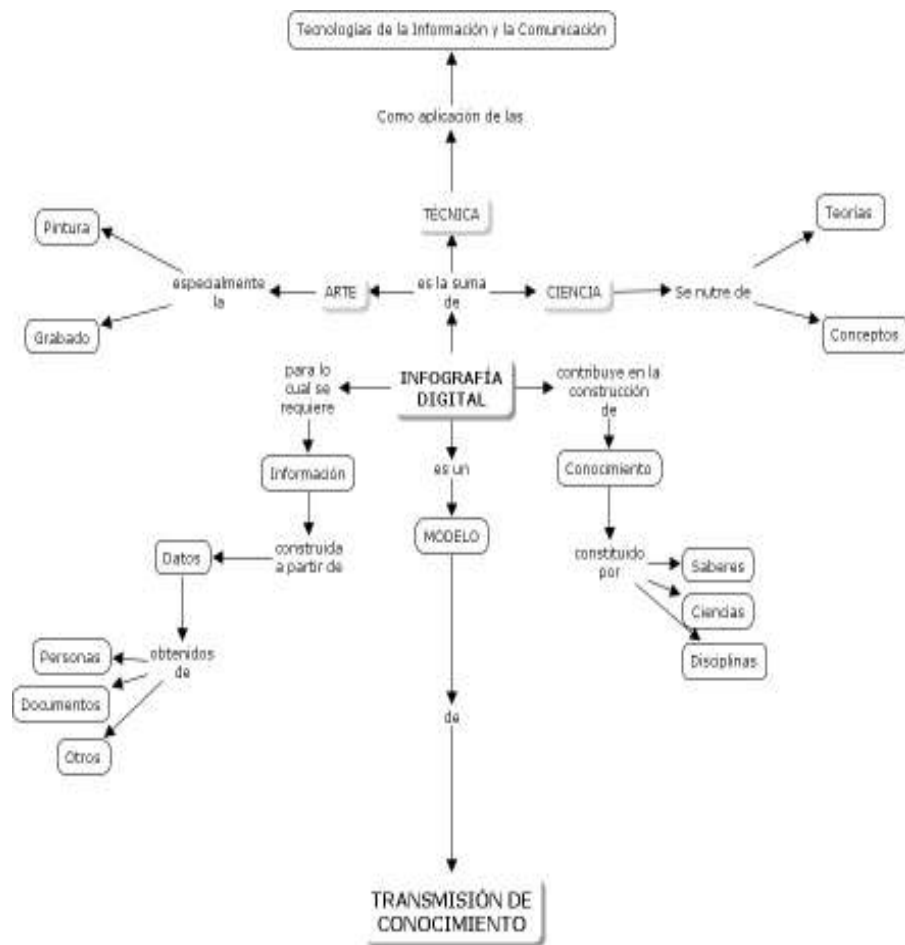 Tecnologías de la Información y la Comunicación
Como aplicación de las
TÉCNICA
Pintura
Teorías
especialmente
la
ARTE
es la suma
de
CIENCIA
Se nutre de
Grabado
Conceptos
para lo
cual se
requiere
INFOGRAFÍA
DIGITAL
contribuye en la
construcción
de
Información
es un
Conocimiento
MODELO
construida
a partir de
Datos
constituido
por
Saberes
Ciencias
Disciplinas
Personas
obtenidos
de
Documentos
Otros
de
TRANSMISIÓN DE
CONOCIMIENTO